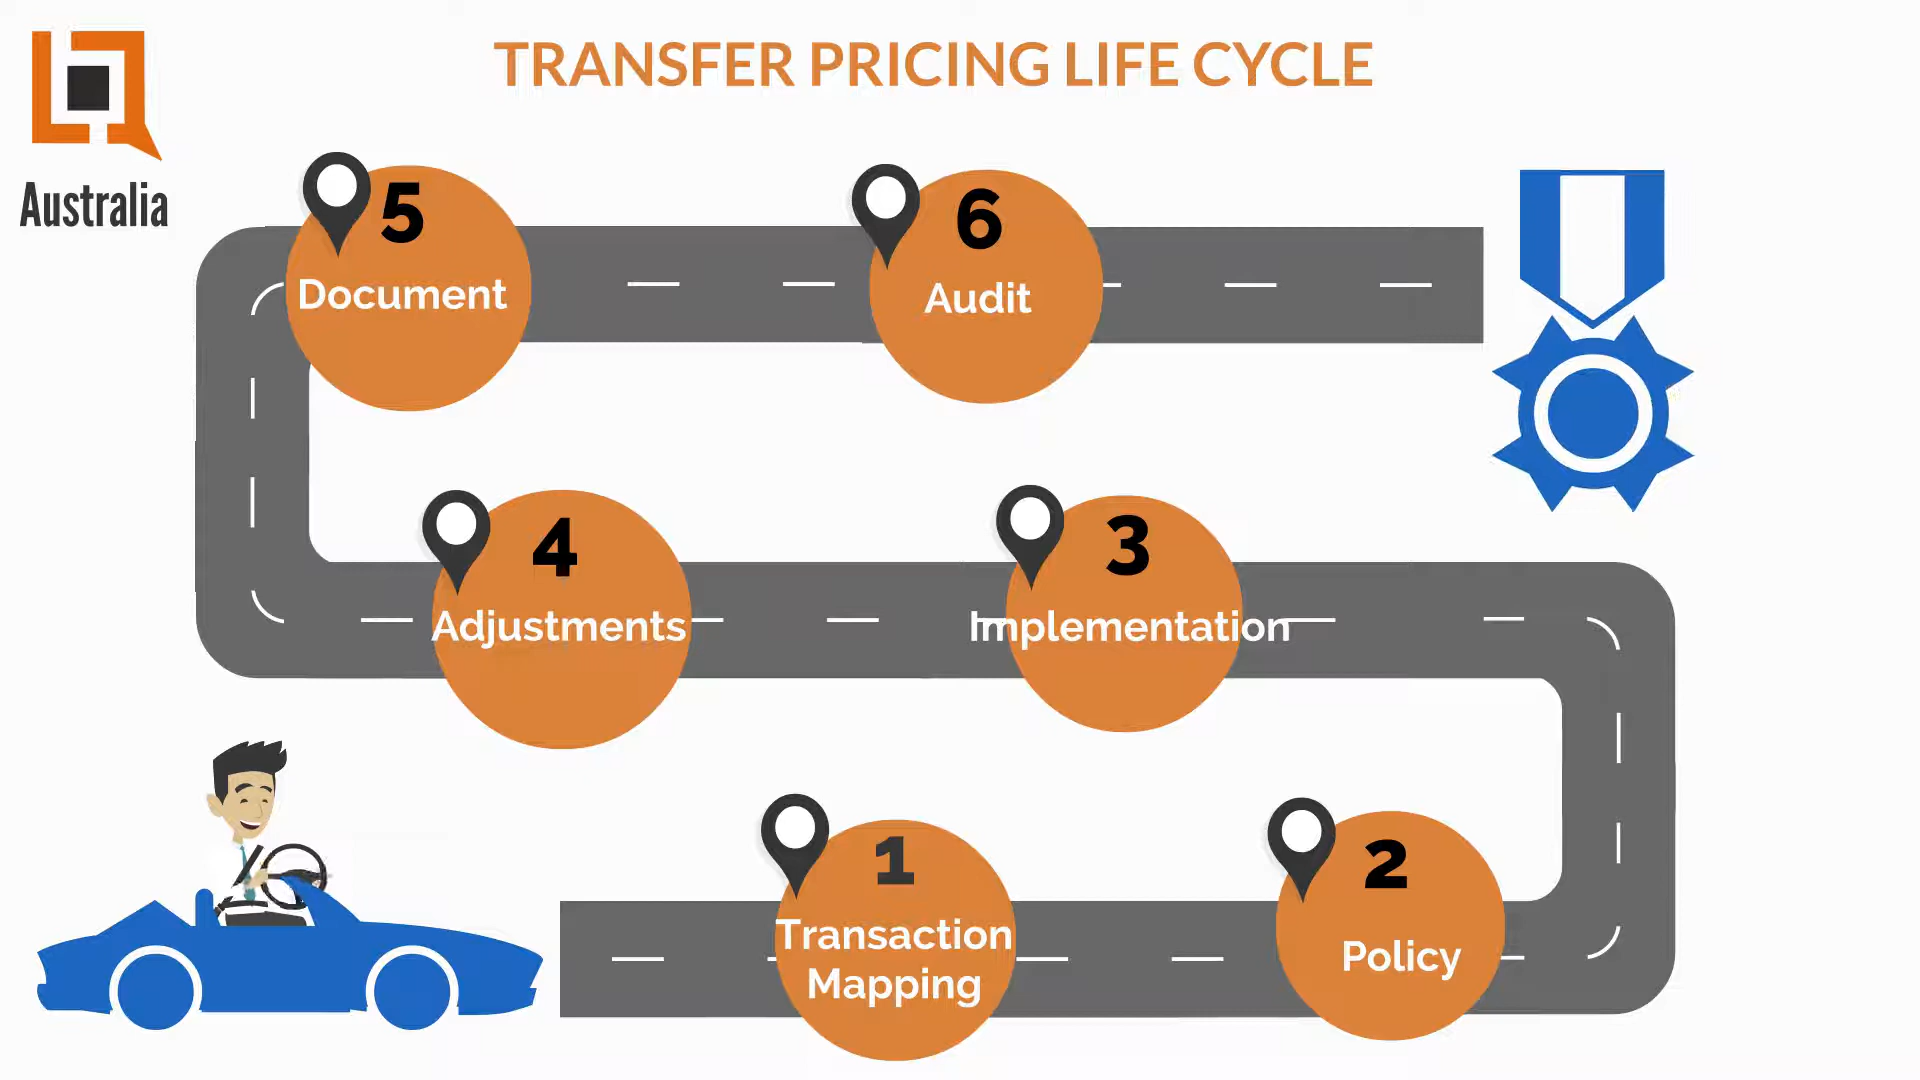 TRANSFER PRICING LIFE CYCLE
Australia
5
Document
6
Audit
4
Adjustments
3
Implementation
1
Transaction
Mapping
2
Policy